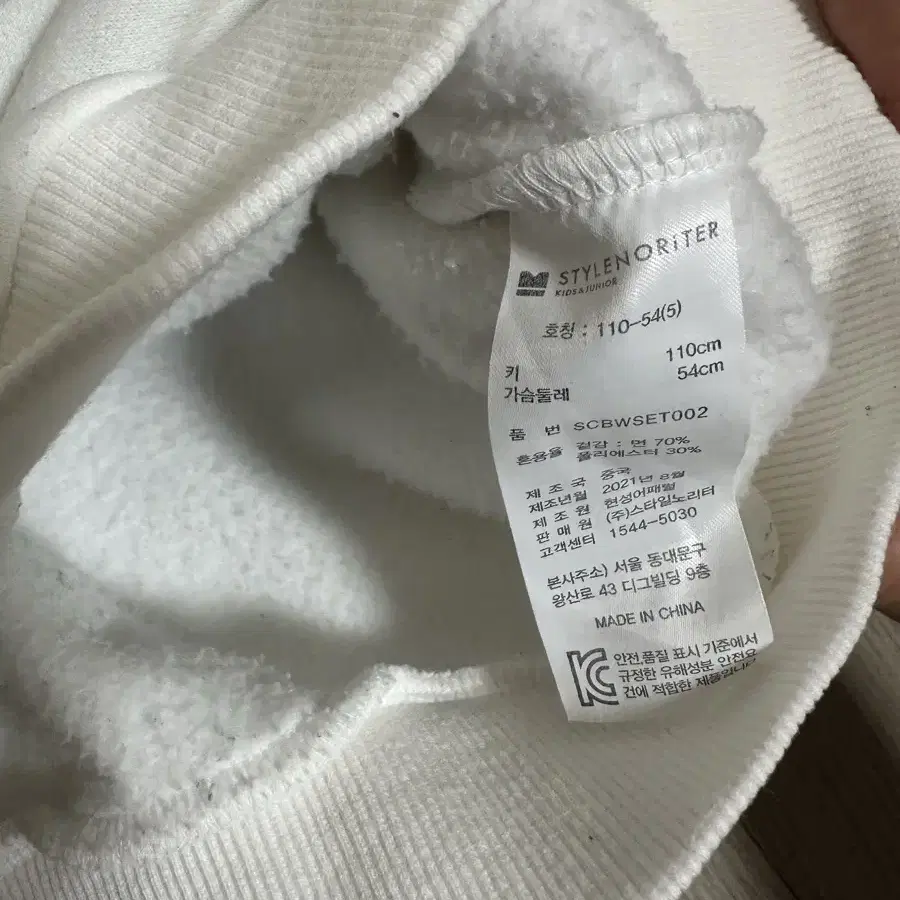 STYLENORiTER
KIDS & JUNIOR
호칭 : 110-54(5)
키 110cm
가슴둘레 54cm
품 번 SCBWSET002
혼용율 겉감 : 면 70%
폴리에스터 30%
제 조 국 중국
제조년월 2021년 8월
제 조 원 현성어패럴
판 매 원 (주)스타일노리터
고객센터 1544-5030
본사주소) 서울 동대문구
왕산로 43 디그빌딩 9층
MADE IN CHINA
안전,품질 표시 기준에서
규정한 유해성분 안전요
건에 적합한 제품입니다